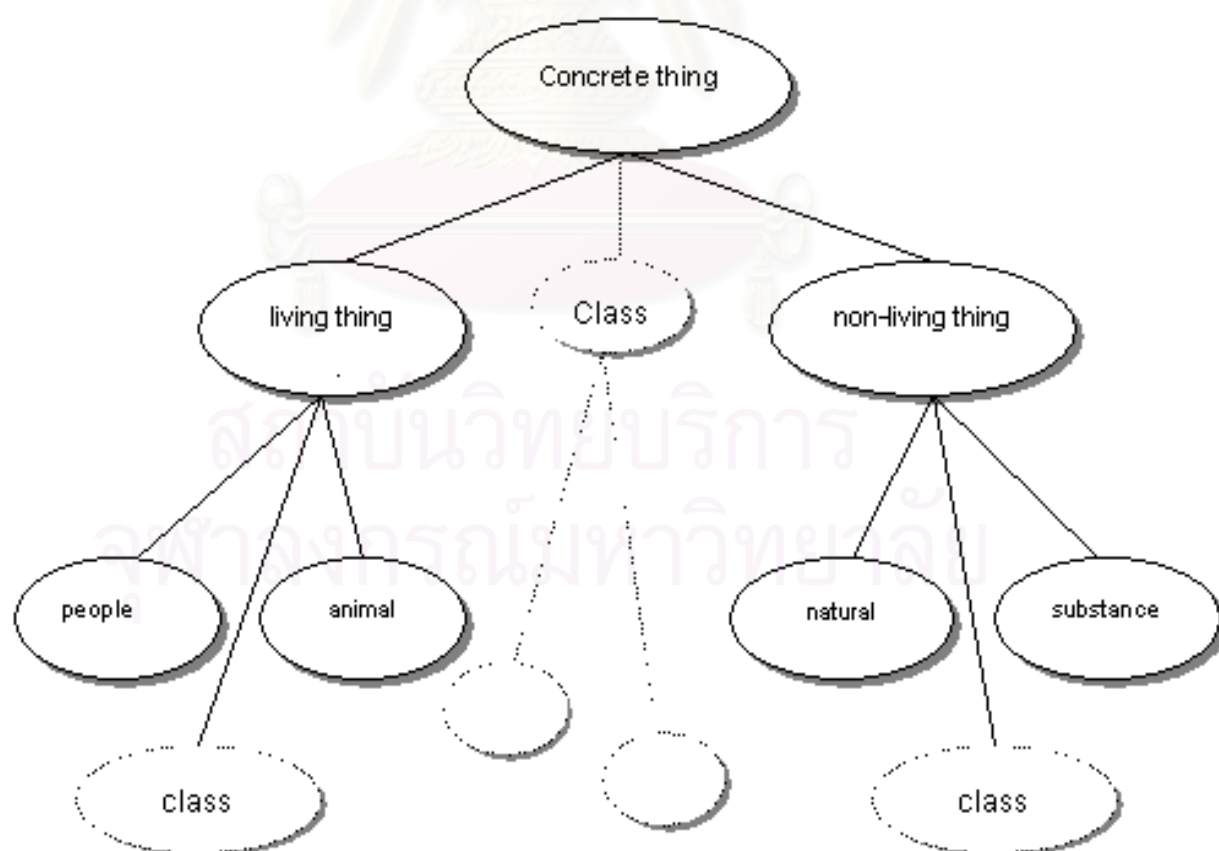 Concrete thing
living thing
Class
non-living thing
สถาบันวิทยบริการ
จุฬาลงกรณ์มหาวิทยาลัย
people
animal
natural
substance
class
class